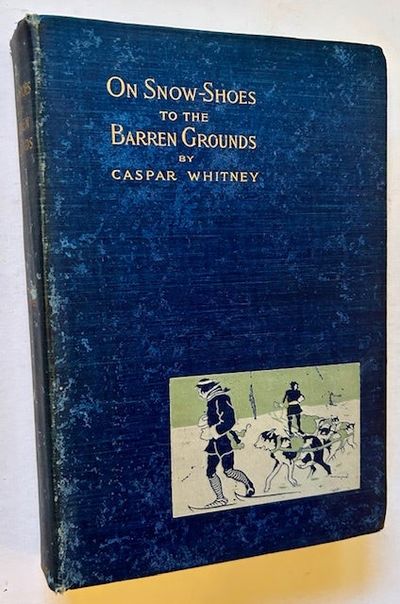 ON SNOW-SHOES
TO THE
BARREN GROUNDS
BY
CASPAR WHITNEY